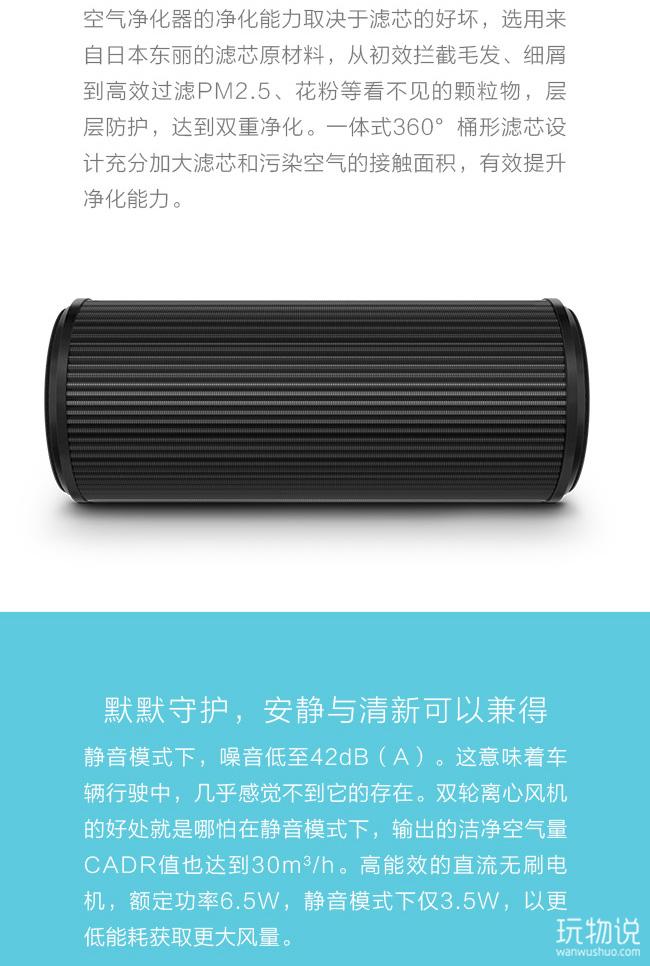 空气净化器的净化能力取决于滤芯的好坏，选用来
自日本东丽的滤芯原材料，从初效拦截毛发、细屑
到高效过滤PM2.5、花粉等看不见的颗粒物，层
层防护，达到双重净化。一体式360°桶形滤芯设
计充分加大滤芯和污染空气的接触面积，有效提升
净化能力。
默默守护，安静与清新可以兼得
静音模式下，噪音低至42dB（A）。这意味着车
辆行驶中，几乎感觉不到它的存在。双轮离心风机
的好处就是哪怕在静音模式下，输出的洁净空气量
CADR值也达到30m³/h。高能效的直流无刷电
机，额定功率6.5W，静音模式下仅3.5W，以更
低能耗获取更大风量。
玩物说
wanwushuo.com